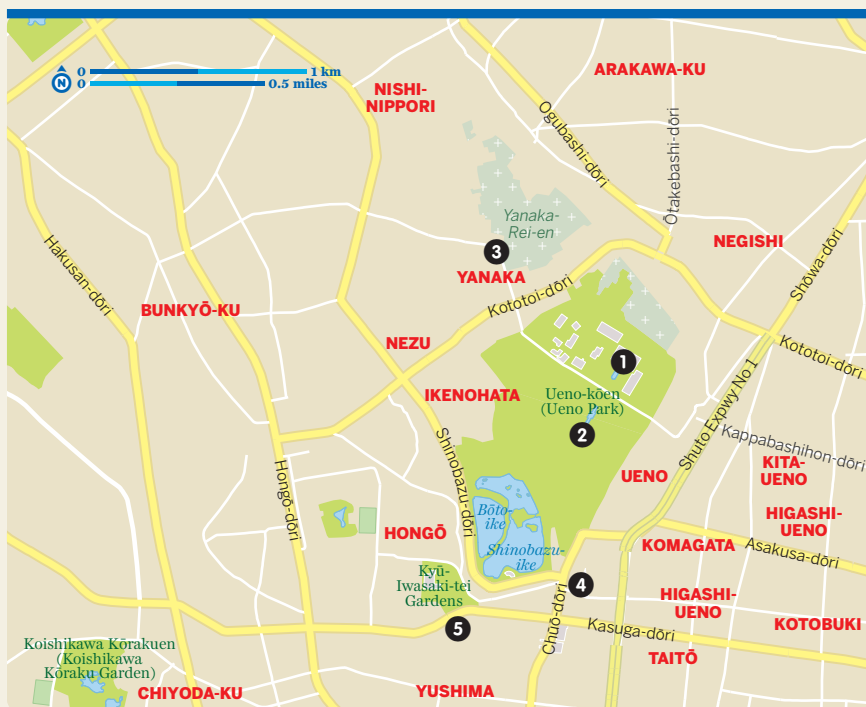 0
1 km
N
0
0.5 miles
ARAKAWA-KU
NISHI-
NIPPORI
Ogubashi-dōri
Ōtakebashi-dōri
Yanaka-
Rei-en
3
NEGISHI
Shōwa-dōri
YANAKA
Hakusan-dōri
Kototoi-dōri
BUNKYŌ-KU
NEZU
Kototoi-dōri
1
IKENOHATA
Ueno-kōen
(Ueno Park)
Shuto Expwy No 1
2
Kappabashihon-dōri
Shinobazu-dōri
Hongō-dōri
UENO
KITA-
UENO
Bōto-
ike
HIGASHI-
UENO
HONGŌ
Shinobazu-
ike
KOMAGATA
Asakusa-dōri
Kyū-
Iwasaki-tei
Gardens
4
HIGASHI-
UENO
Chūō-dōri
5
Kasuga-dōri
KOTOBUKI
Koishikawa Kōrakuen
(Koishikawa
Kōraku Garden)
TAITŌ
CHIYODA-KU
YUSHIMA